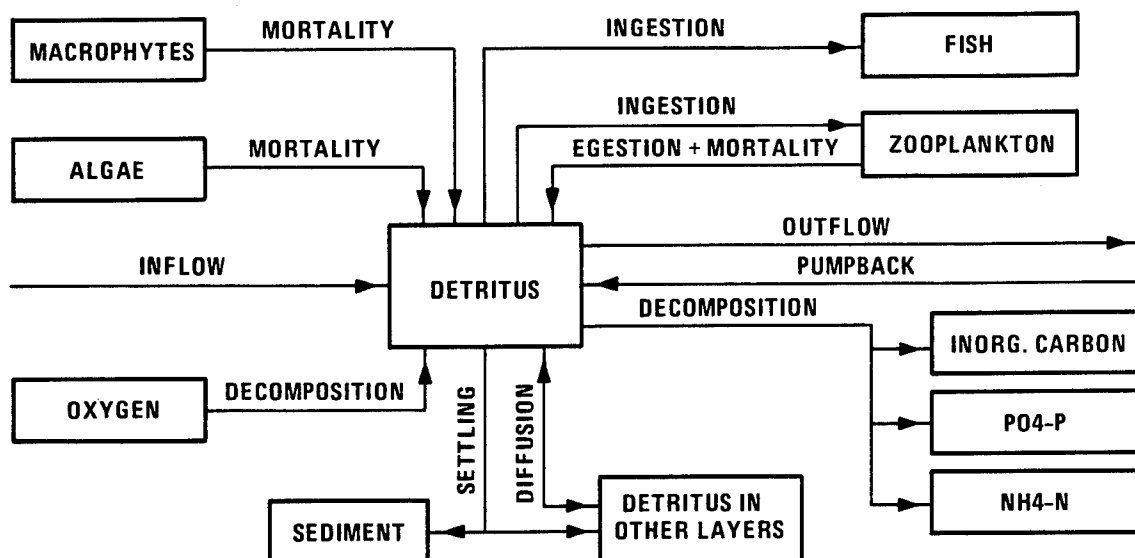 MORTALITY
INGESTION
MACROPHYTES
FISH
INGESTION
MORTALITY
EGESTION + MORTALITY
ZOOPLANKTON
ALGAE
OUTFLOW
INFLOW
PUMPBACK
DETRITUS
DECOMPOSITION
INORG. CARBON
DECOMPOSITION
OXYGEN
SETTLING
DIFFUSION
PO4-P
NH4-N
SEDIMENT
DETRITUS IN
OTHER LAYERS